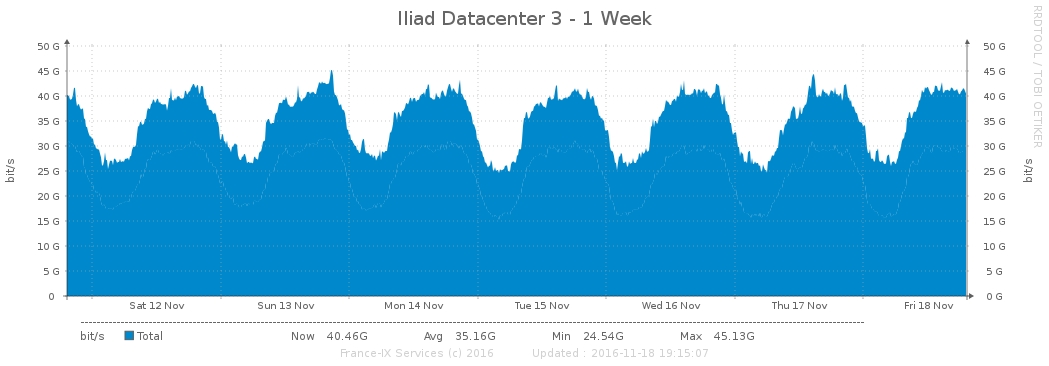 Iliad Datacenter 3 - 1 Week
RRDTOOL / TOBI OETIKER
50 G 50 G
45 G 45 G
40 G 40 G
35 G 35 G
30 G 30 G
25 G 25 G
20 G 20 G
15 G 15 G
10 G 10 G
5 G 5 G
0 0 G
bit/s bit/s
Sat 12 Nov Sun 13 Nov Mon 14 Nov Tue 15 Nov Wed 16 Nov Thu 17 Nov Fri 18 Nov
bit/s Total Now 40.46G Avg 35.16G Min 24.54G Max 45.13G
France-IX Services (c) 2016 Updated : 2016-11-18 19:15:07